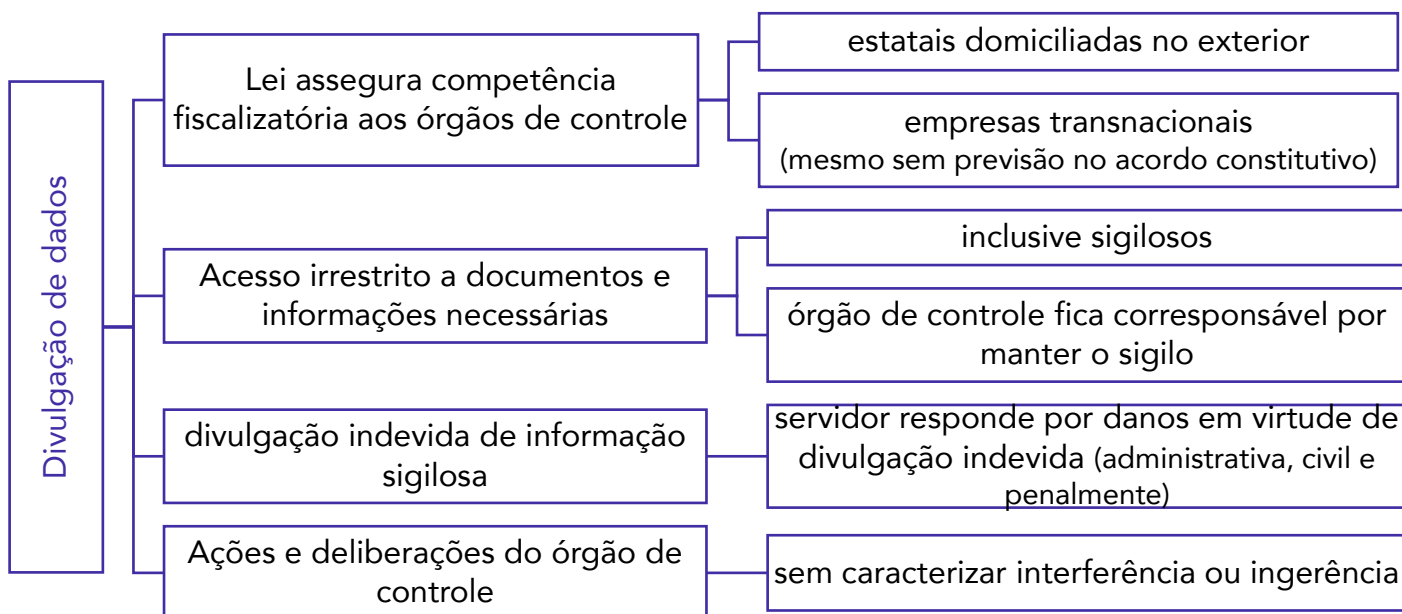 Divulgação de dados
Lei assegura competência
fiscalizatória aos órgãos de controle
estatais domiciliadas no exterior
empresas transnacionais
(mesmo sem previsão no acordo constitutivo)
Acesso irrestrito a documentos e
informações necessárias
inclusive sigilosos
órgão de controle fica corresponsável por
manter o sigilo
divulgação indevida de informação
sigilosa
servidor responde por danos em virtude de
divulgação indevida (administrativa, civil e
penalmente)
Ações e deliberações do órgão de
controle
sem caracterizar interferência ou ingerência